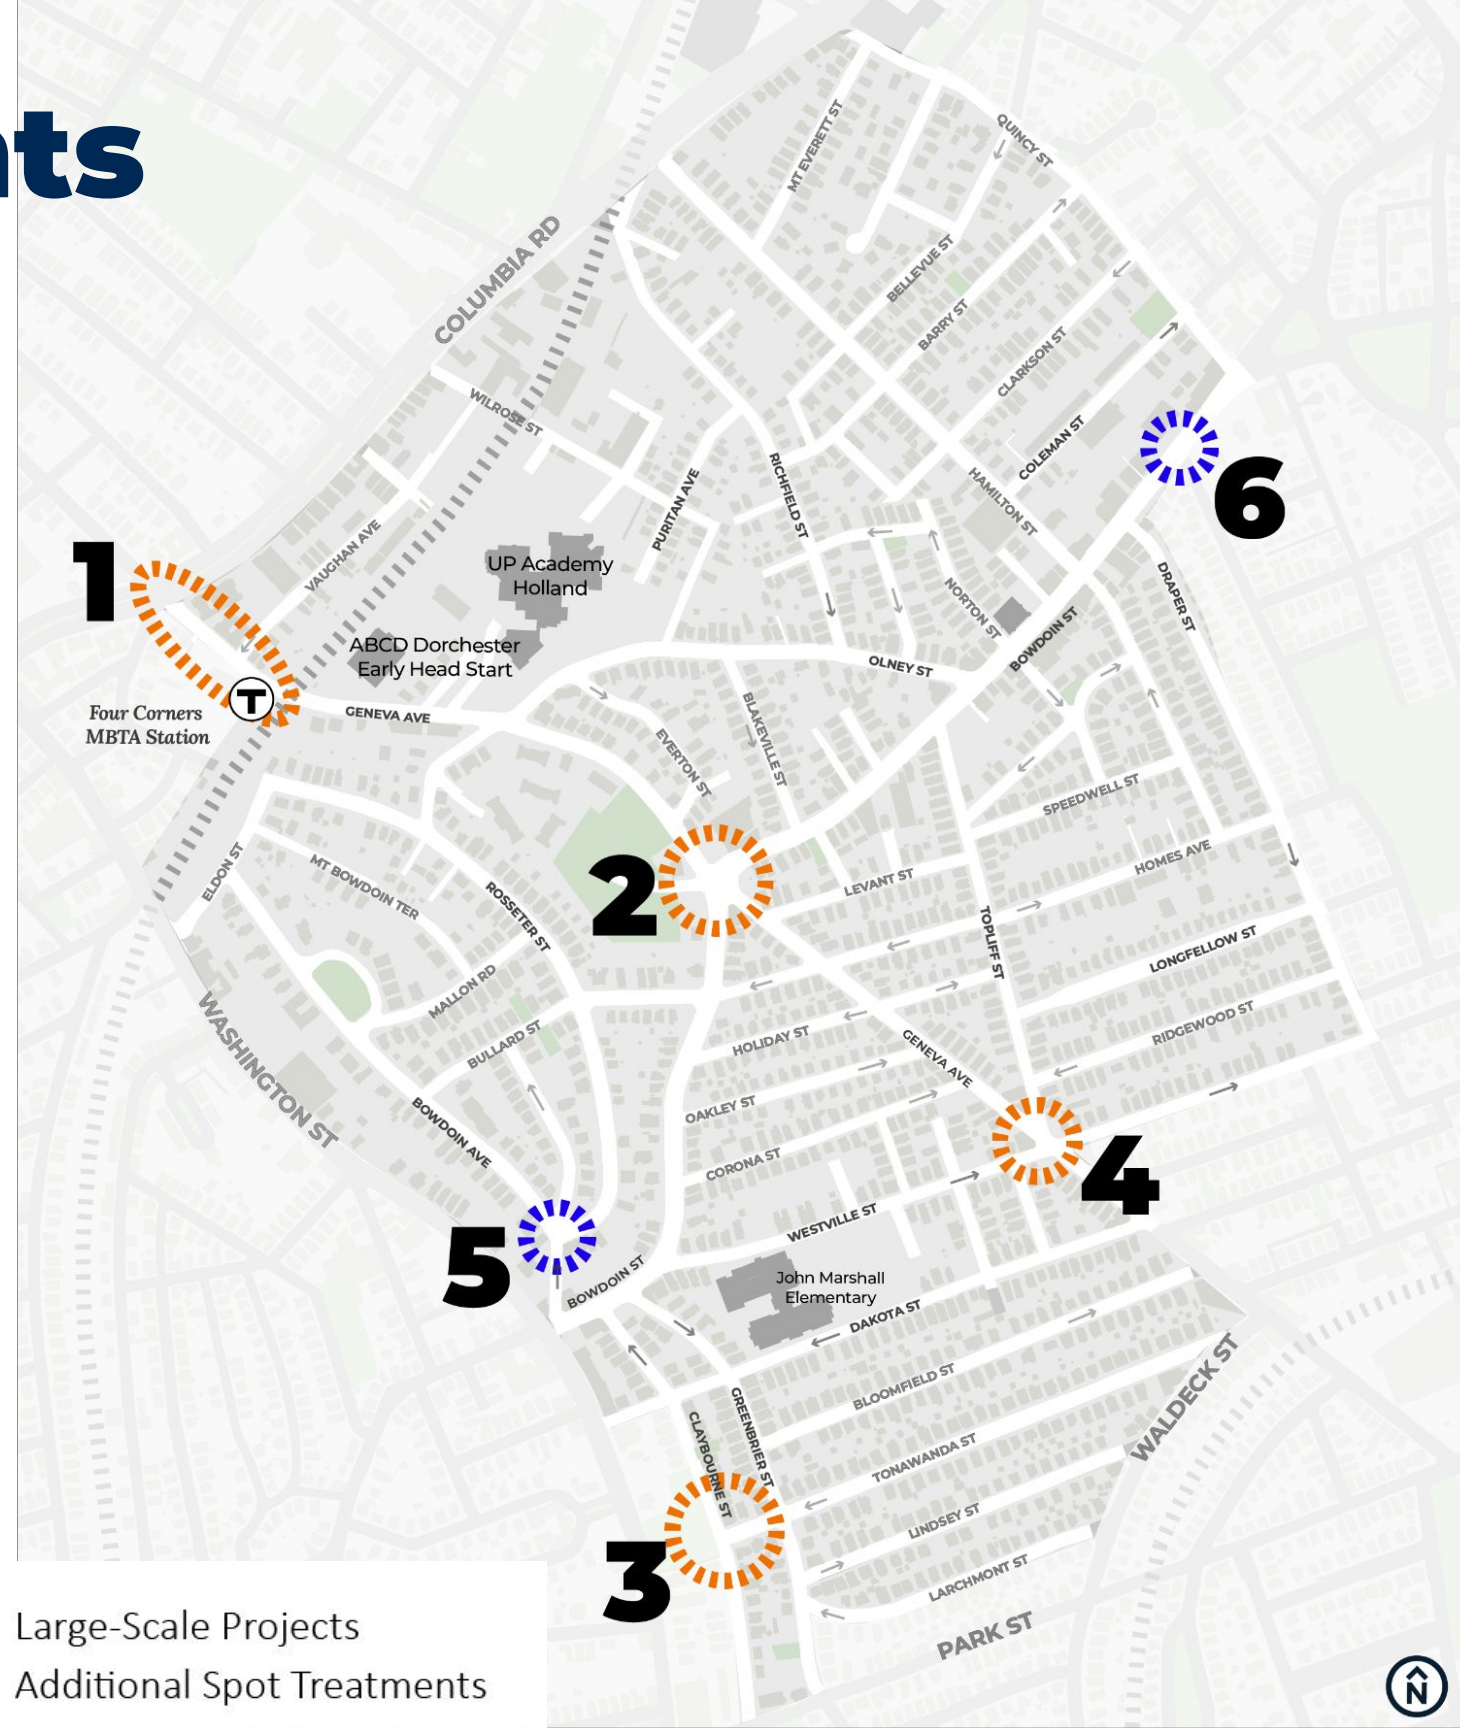 ts
QUINCY ST
MT EVERETT ST
COLUMBIA RD
BELLEVUE ST
BARRY ST
CLARKSON ST
WILROSE ST
COLEMAN ST
6
HAMILTON ST
RICHFIELD ST
PURITAN AVE
VAUGHAN AVE
1
UP Academy
Holland
NORTON ST
DRAPER ST
BOWDOIN ST
ABCD Dorchester
Early Head Start
OLNEY ST
T
Four Corners
MBTA Station
GENEVA AVE
BLAKEVILLE ST
EVERTON ST
SPEEDWELL ST
2
ELDON ST
MT BOWDOIN TER
LEVANT ST
HOMES AVE
ROSSETER ST
TOPLIFF ST
LONGFELLOW ST
MALLON RD
WASHINGTON ST
BULLARD ST
HOLIDAY ST
GENEVA AVE
RIDGEWOOD ST
OAKLEY ST
BOWDOIN AVE
CORONA ST
4
WESTVILLE ST
5
BOWDOIN ST
John Marshall
Elementary
DAKOTA ST
BLOOMFIELD ST
WALDECK ST
GREENBRIER ST
CLAYBOURNE ST
TONAWANDA ST
LINDSEY ST
3
LARCHMONT ST
PARK ST
Large-Scale Projects
Additional Spot Treatments
N